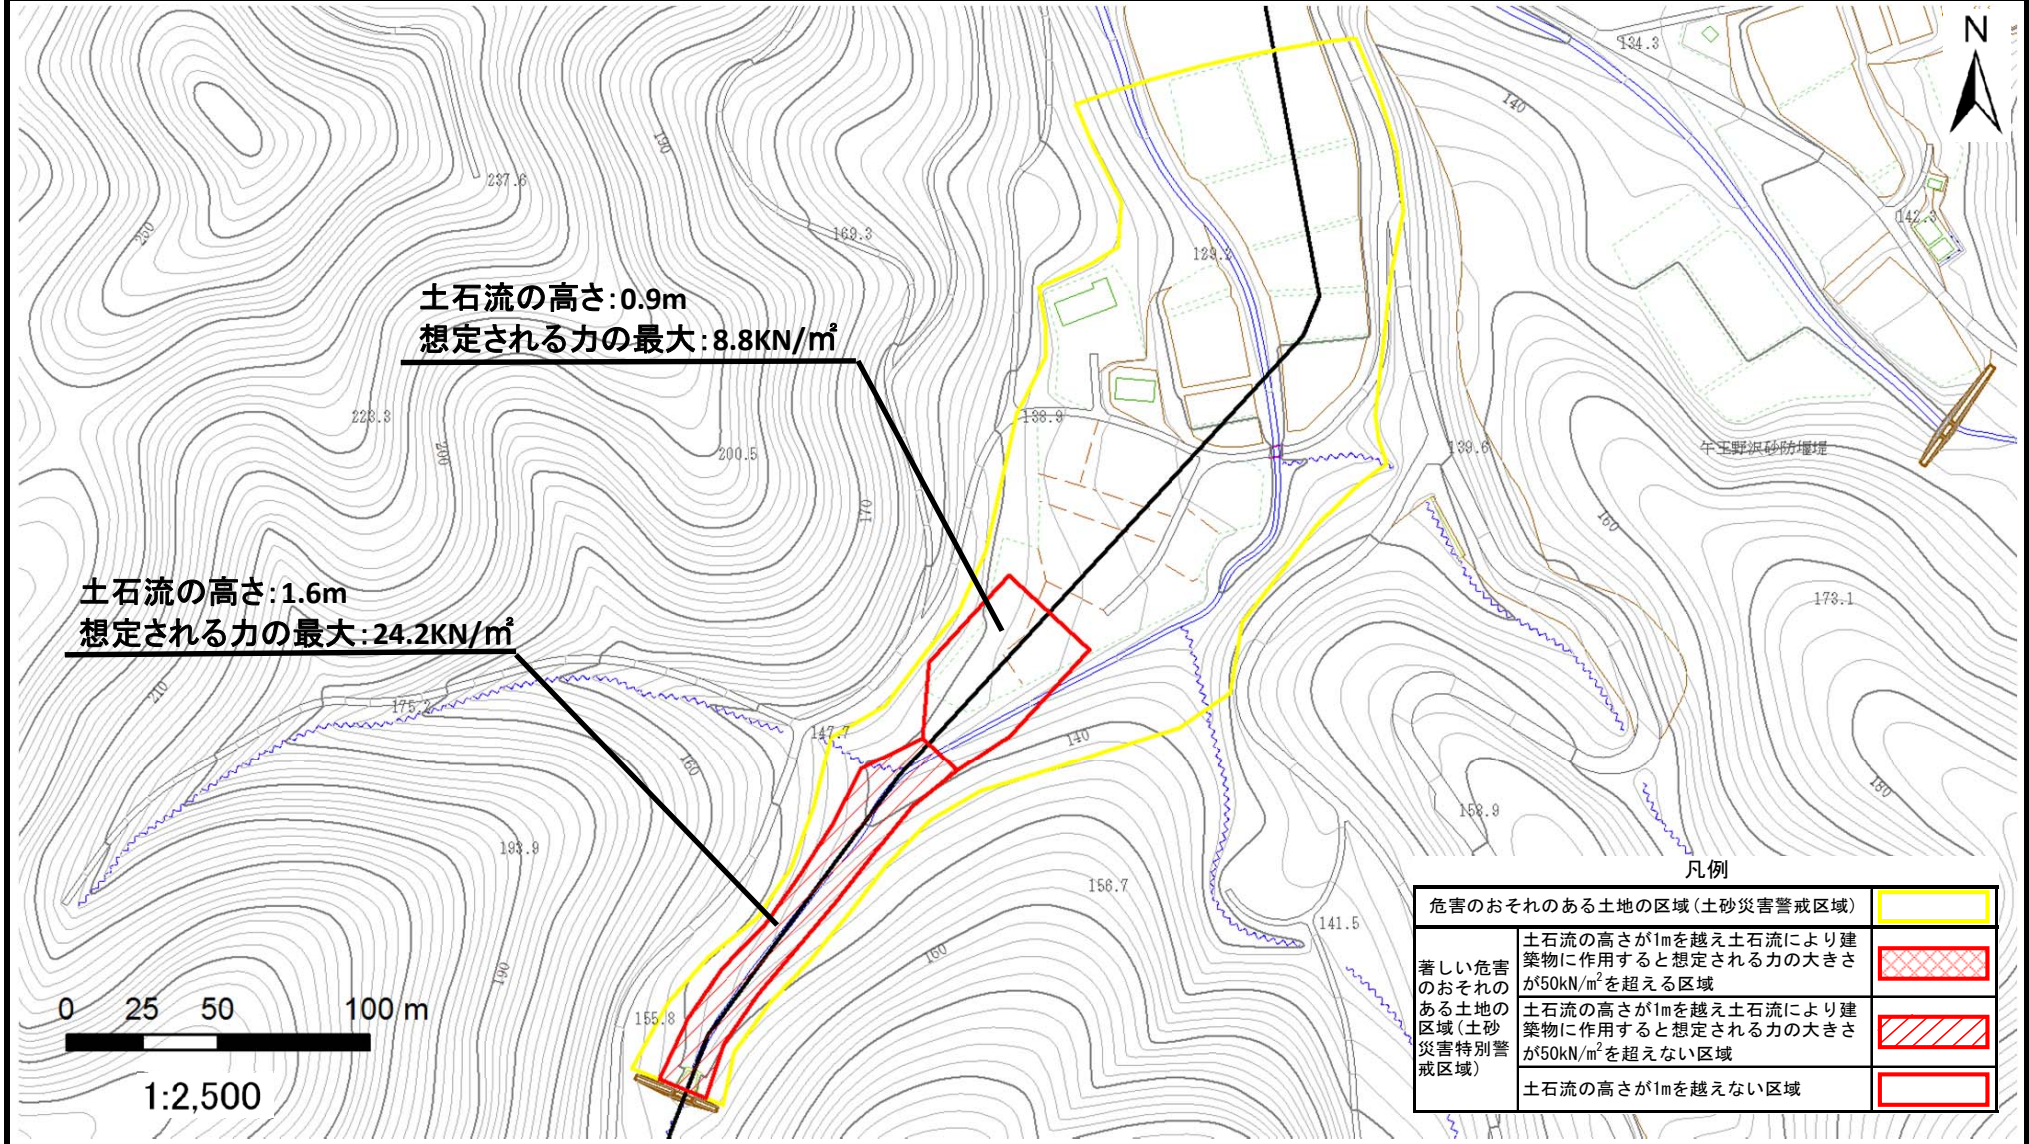 N
134.3
140
190
237.6
142.3
250
169.3
129.2
土石流の高さ:0.9m
想定される力の最大:8.8KN/㎡
223.3
138.9
200
200.5
139.6
牛王野沢砂防堰堤
170
160
土石流の高さ:1.6m
想定される力の最大:24.2KN/㎡
173.1
210
175.2
147.7
140
160
180
158.9
193.9
156.7
141.5
160
190
155.8
0 25 50 100 m
1:2,500
凡例
危害のおそれのある土地の区域(土砂災害警戒区域)
著しい危害
のおそれの
ある土地の
区域(土砂
災害特別警
戒区域)
土石流の高さが1mを越え土石流により建
築物に作用すると想定される力の大きさ
が50kN/m²を超える区域
土石流の高さが1mを越え土石流により建
築物に作用すると想定される力の大きさ
が50kN/m²を超えない区域
土石流の高さが1mを越えない区域